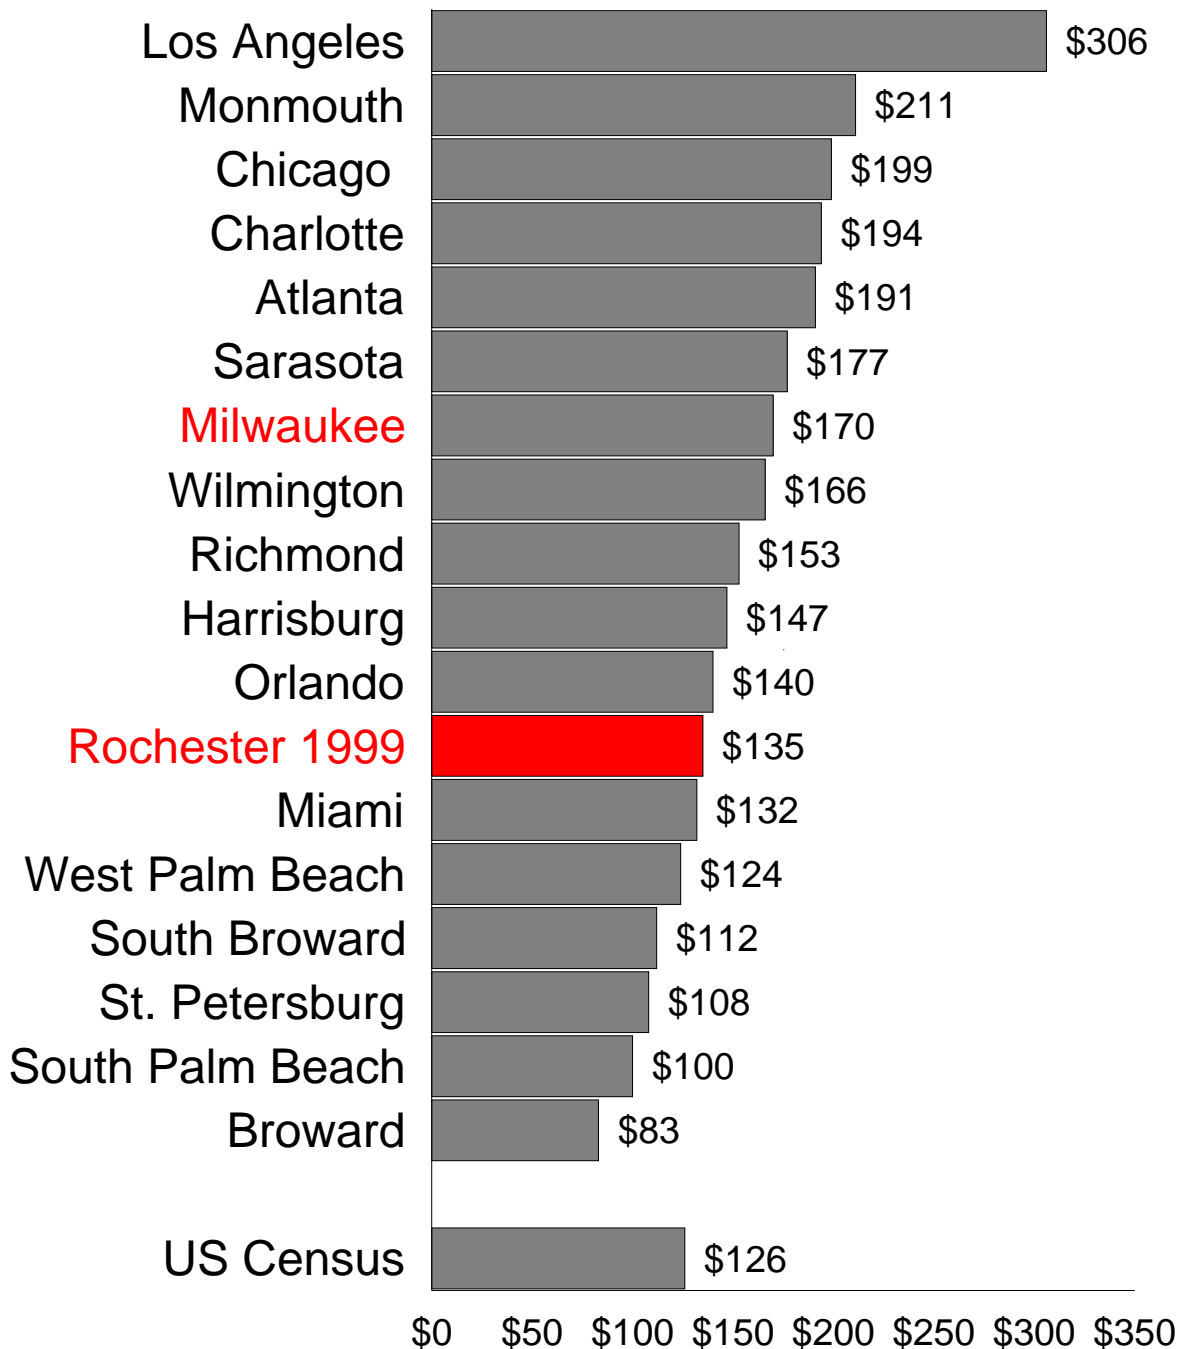 Los Angeles $306
Monmouth $211
Chicago $199
Charlotte $194
Atlanta $191
Sarasota $177
Milwaukee $170
Wilmington $166
Richmond $153
Harrisburg $147
Orlando $140
Rochester 1999 $135
Miami $132
West Palm Beach $124
South Broward $112
St. Petersburg $108
South Palm Beach $100
Broward $83
US Census $126
$0 $50 $100 $150 $200 $250 $300 $350